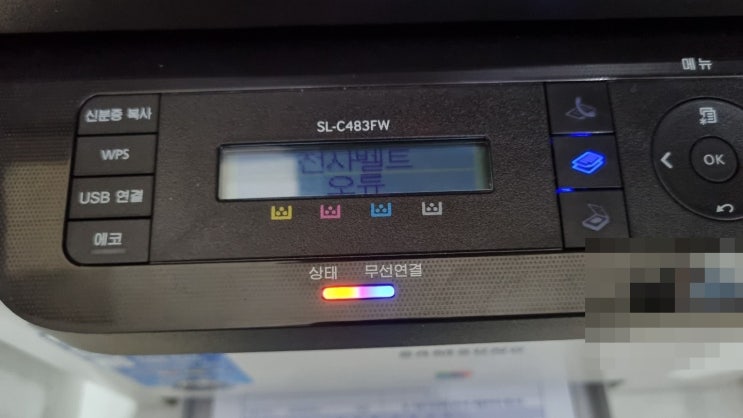 메뉴
신분증 복사
SL-C483FW
WPS
전사벨트
오류
OK
USB 연결
에코
상태
무선연결